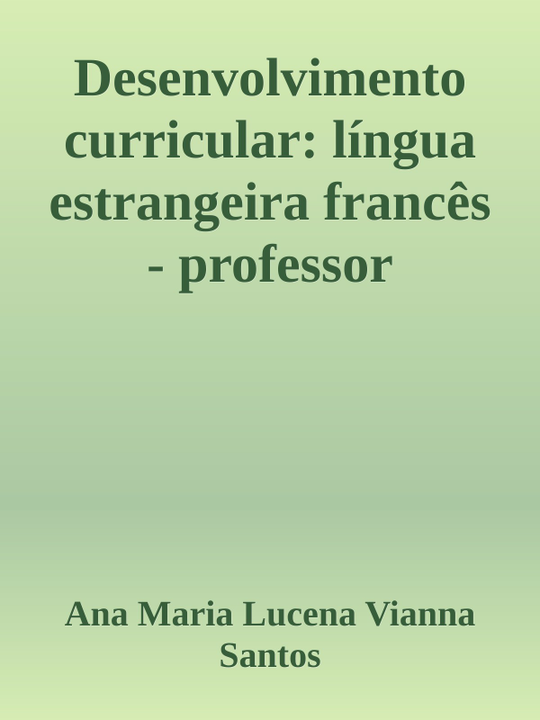 Desenvolvimento
curricular: língua
estrangeira francês
- professor
Ana Maria Lucena Vianna
Santos